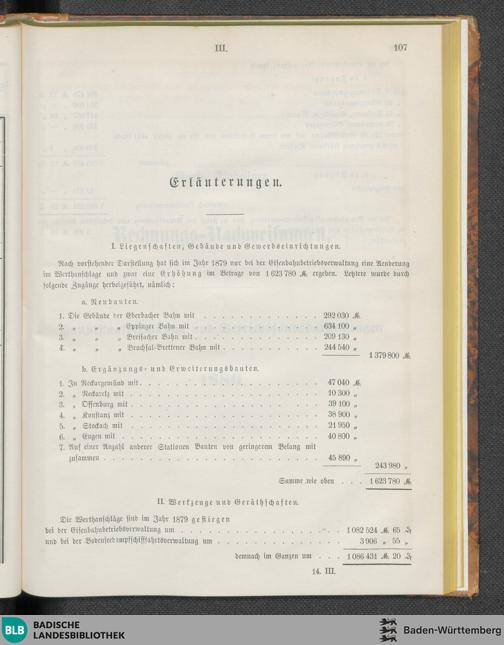 III. 107
Erläuterungen.
I. Liegenschaften, Gebäude und Gewerbseinrichtungen.
Nach vorstehender Darstellung hat sich im Jahr 1879 nur bei der Eisenbahnbetriebsverwaltung eine Aenderung
im Werthanschlage und zwar eine Erhöhung im Betrage von 1 623 780 ℳ ergeben. Letztere wurde durch
folgende Zugänge herbeigeführt, nämlich:
a. Neubauten.
1. Die Gebäude der Eberbacher Bahn mit . . . . . . . . . . . 292 030 ℳ
2. „ „ „ Eppinger Bahn mit . . . . . . . . . . . 634 100 „
3. „ „ „ Breisacher Bahn mit . . . . . . . . . . . 209 130 „
4. „ „ „ Bruchsal-Brettener Bahn mit . . . . . . . . 244 540 „
1 379 800 ℳ
b. Ergänzungs- und Erweiterungsbauten.
1. In Neckargemünd mit . . . . . . . . . . . . . . . . . 47 040 ℳ
2. „ Neckarelz mit . . . . . . . . . . . . . . . . . . 10 300 „
3. „ Offenburg mit . . . . . . . . . . . . . . . . . . 39 100 „
4. „ Konstanz mit . . . . . . . . . . . . . . . . . . 38 900 „
5. „ Stockach mit . . . . . . . . . . . . . . . . . . 21 950 „
6. „ Engen mit . . . . . . . . . . . . . . . . . . . 40 800 „
7. Auf einer Anzahl anderer Stationen Bauten von geringerem Belang mit
zusammen . . . . . . . . . . . . . . . . . . . . 45 890 „
243 980 „
Summe wie oben . . . 1 623 780 ℳ
II. Werkzeuge und Geräthschaften.
Die Werthanschläge sind im Jahr 1879 gestiegen
bei der Eisenbahnbetriebsverwaltung um . . . . . . . . . . . . 1 082 524 ℳ 65 ₰
und bei der Bodenseedampfschifffahrtsverwaltung um . . . . . . . . . 3 906 „ 55 „
demnach im Ganzen um . . . 1 086 431 ℳ 20 ₰
14. III.
BLB BADISCHE
LANDESBIBLIOTHEK
Baden-Württemberg